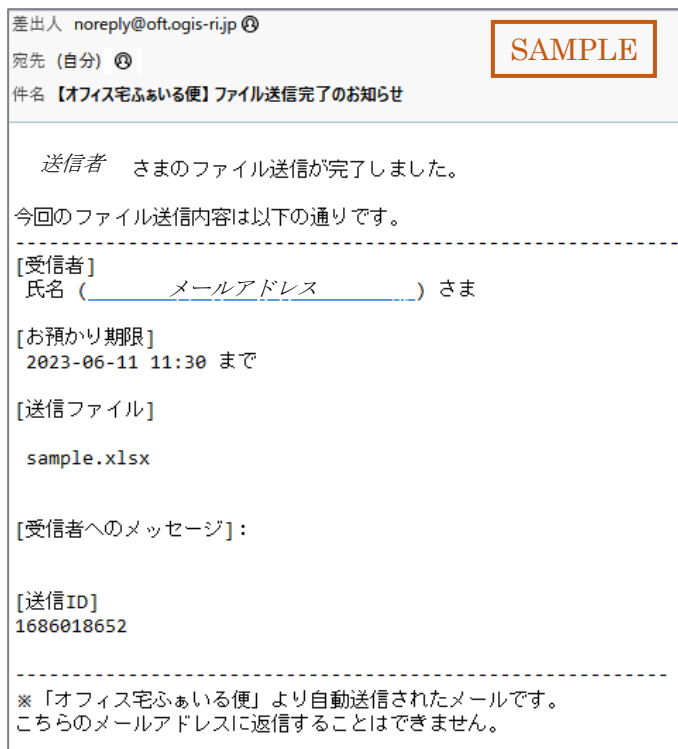 差出人 noreply@oft.ogis-ri.jp
SAMPLE
宛先 (自分)
件名 【オフィス宅ふぁいる便】ファイル送信完了のお知らせ
送信者 さまのファイル送信が完了しました。
今回のファイル送信内容は以下の通りです。
------------------------------------------------------------
[受信者]
氏名 (メールアドレス) さま
[お預かり期限]
2023-06-11 11:30 まで
[送信ファイル]
sample.xlsx
[受信者へのメッセージ]:
[送信ID]
1686018652
------------------------------------------------------------
※「オフィス宅ふぁいる便」より自動送信されたメールです。
こちらのメールアドレスに返信することはできません。